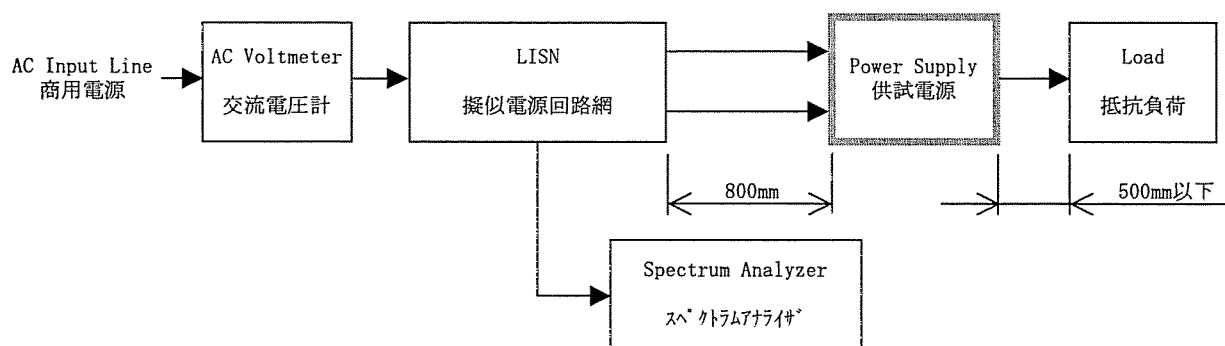 AC Input Line
商用電源
AC Voltmeter
交流電圧計
LISN
擬似電源回路網
Power Supply
供試電源
Load
抵抗負荷
800mm
500mm以下
Spectrum Analyzer
ｽﾍﾟｸﾄﾗﾑｱﾅﾗｲｻﾞ